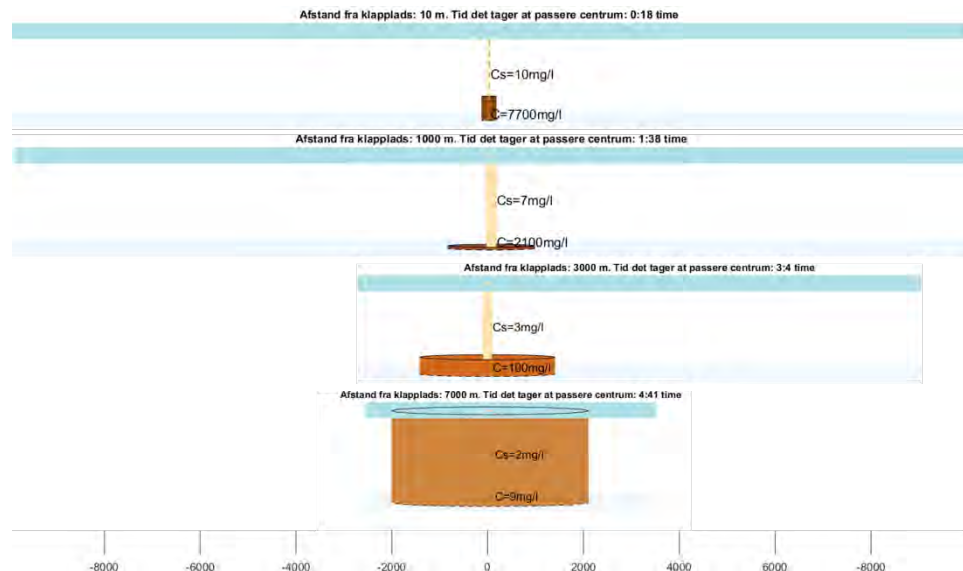 Afstand fra klapplads: 10 m. Tid det tager at passere centrum: 0:18 time
Cs=10mg/l
C=7700mg/l
Afstand fra klapplads: 1000 m. Tid det tager at passere centrum: 1:38 time
Cs=7mg/l
C=2100mg/l
Afstand fra klapplads: 3000 m. Tid det tager at passere centrum: 3:4 time
Cs=3mg/l
C=100mg/l
Afstand fra klapplads: 7000 m. Tid det tager at passere centrum: 4:41 time
Cs=2mg/l
C=9mg/l
-8000 -6000 -4000 -2000 0 2000 4000 -6000 -8000